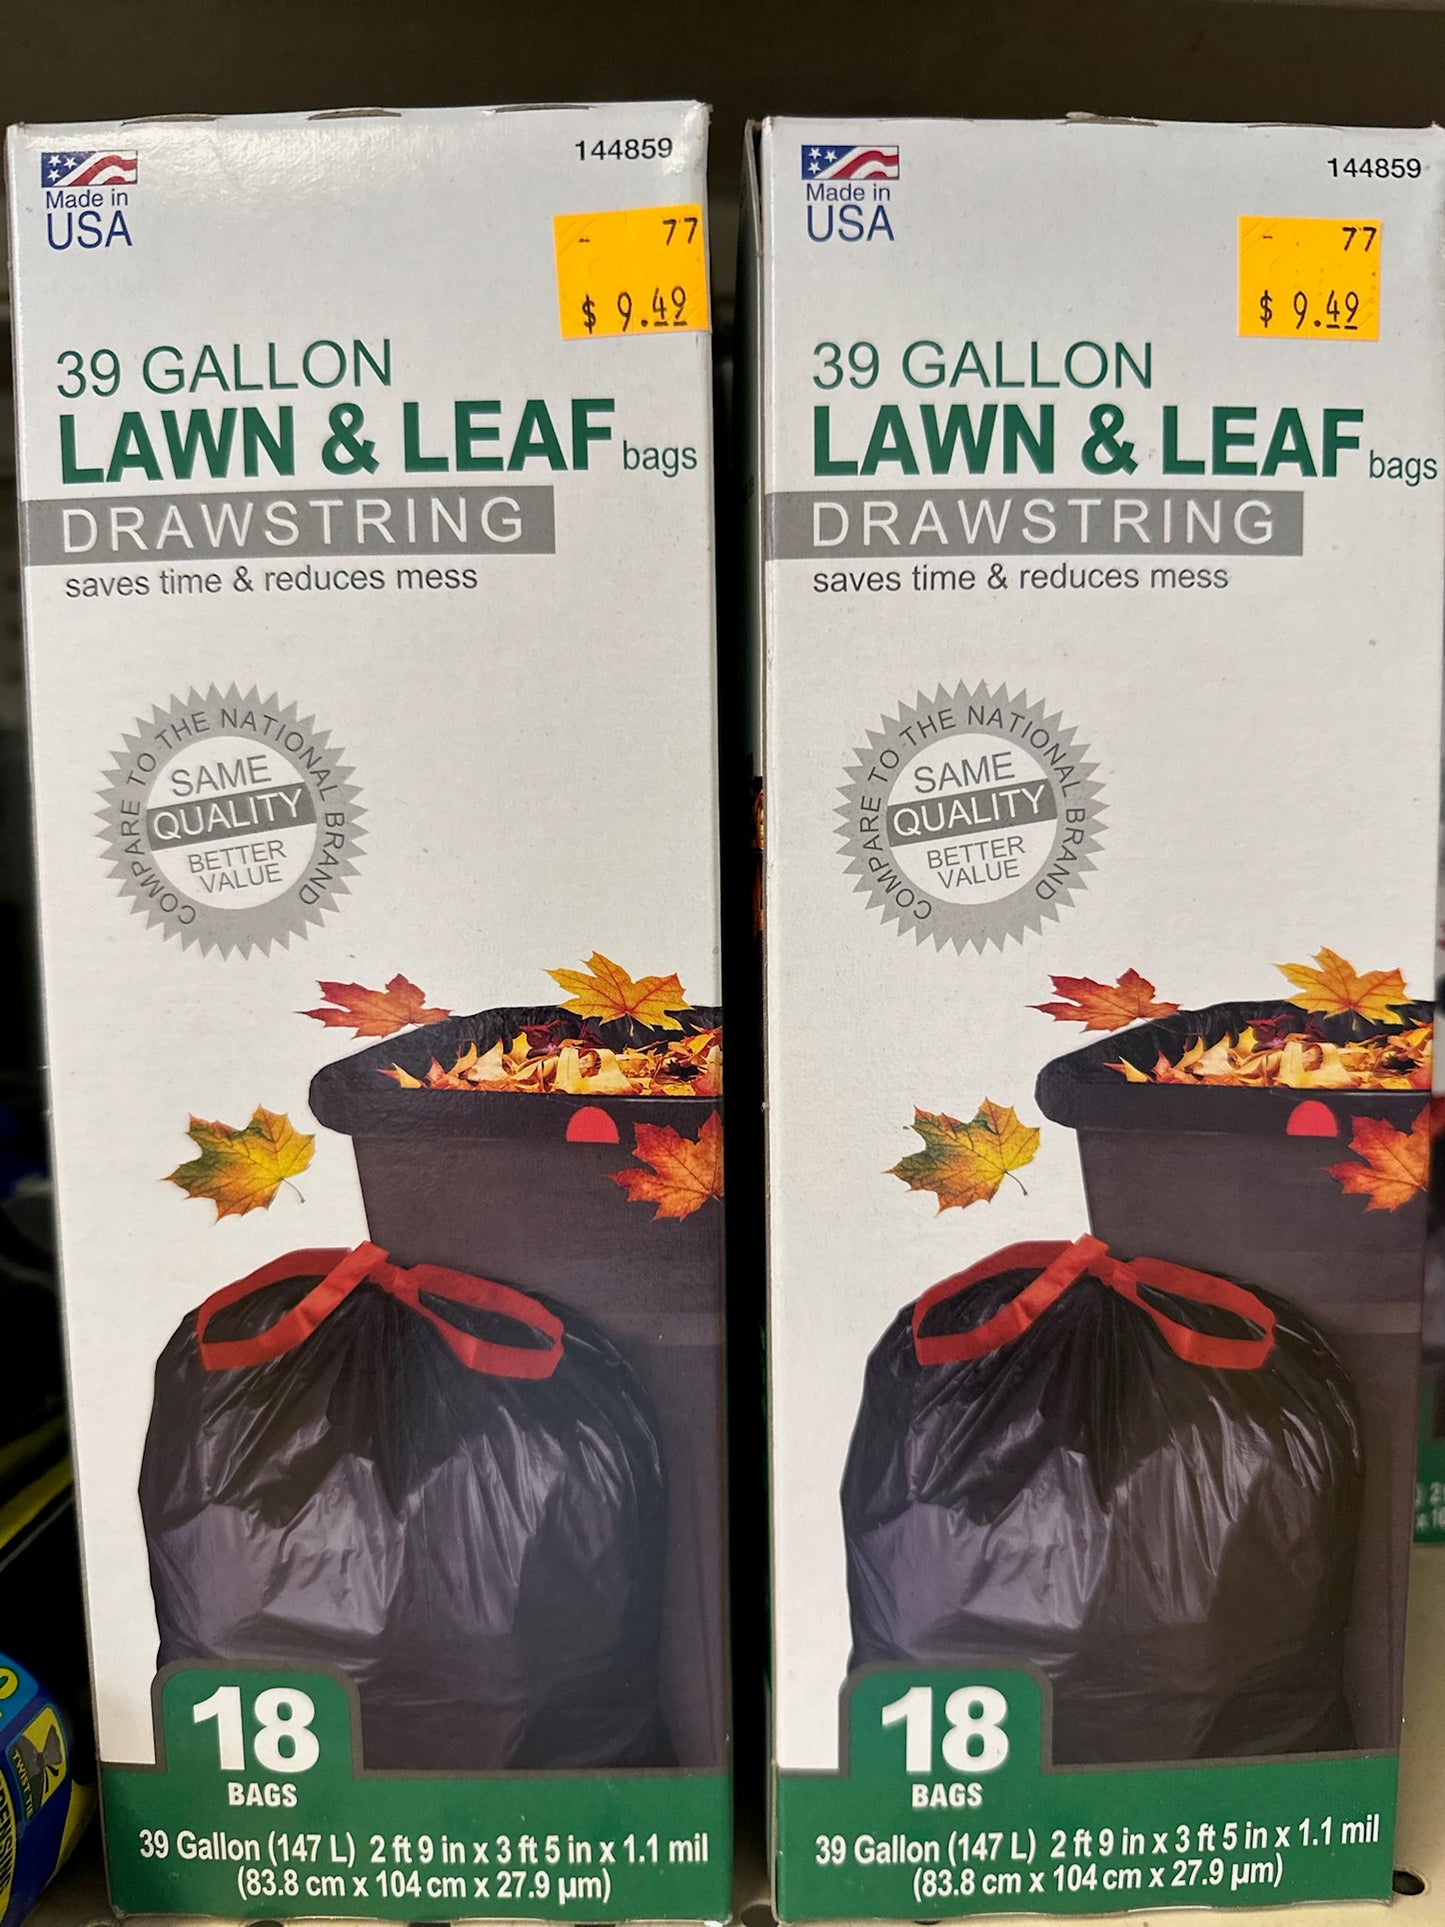 144859
Made in
USA
- 77
$ 9.49
39 GALLON
LAWN & LEAF bags
DRAWSTRING
saves time & reduces mess
COMPARE TO THE NATIONAL BRAND
SAME
QUALITY
BETTER
VALUE
18
BAGS
39 Gallon (147 L) 2 ft 9 in x 3 ft 5 in x 1.1 mil
(83.8 cm x 104 cm x 27.9 µm)
144859
Made in
USA
- 77
$ 9.49
39 GALLON
LAWN & LEAF bags
DRAWSTRING
saves time & reduces mess
COMPARE TO THE NATIONAL BRAND
SAME
QUALITY
BETTER
VALUE
18
BAGS
39 Gallon (147 L) 2 ft 9 in x 3 ft 5 in x 1.1 mil
(83.8 cm x 104 cm x 27.9 µm)
TWIST TIE